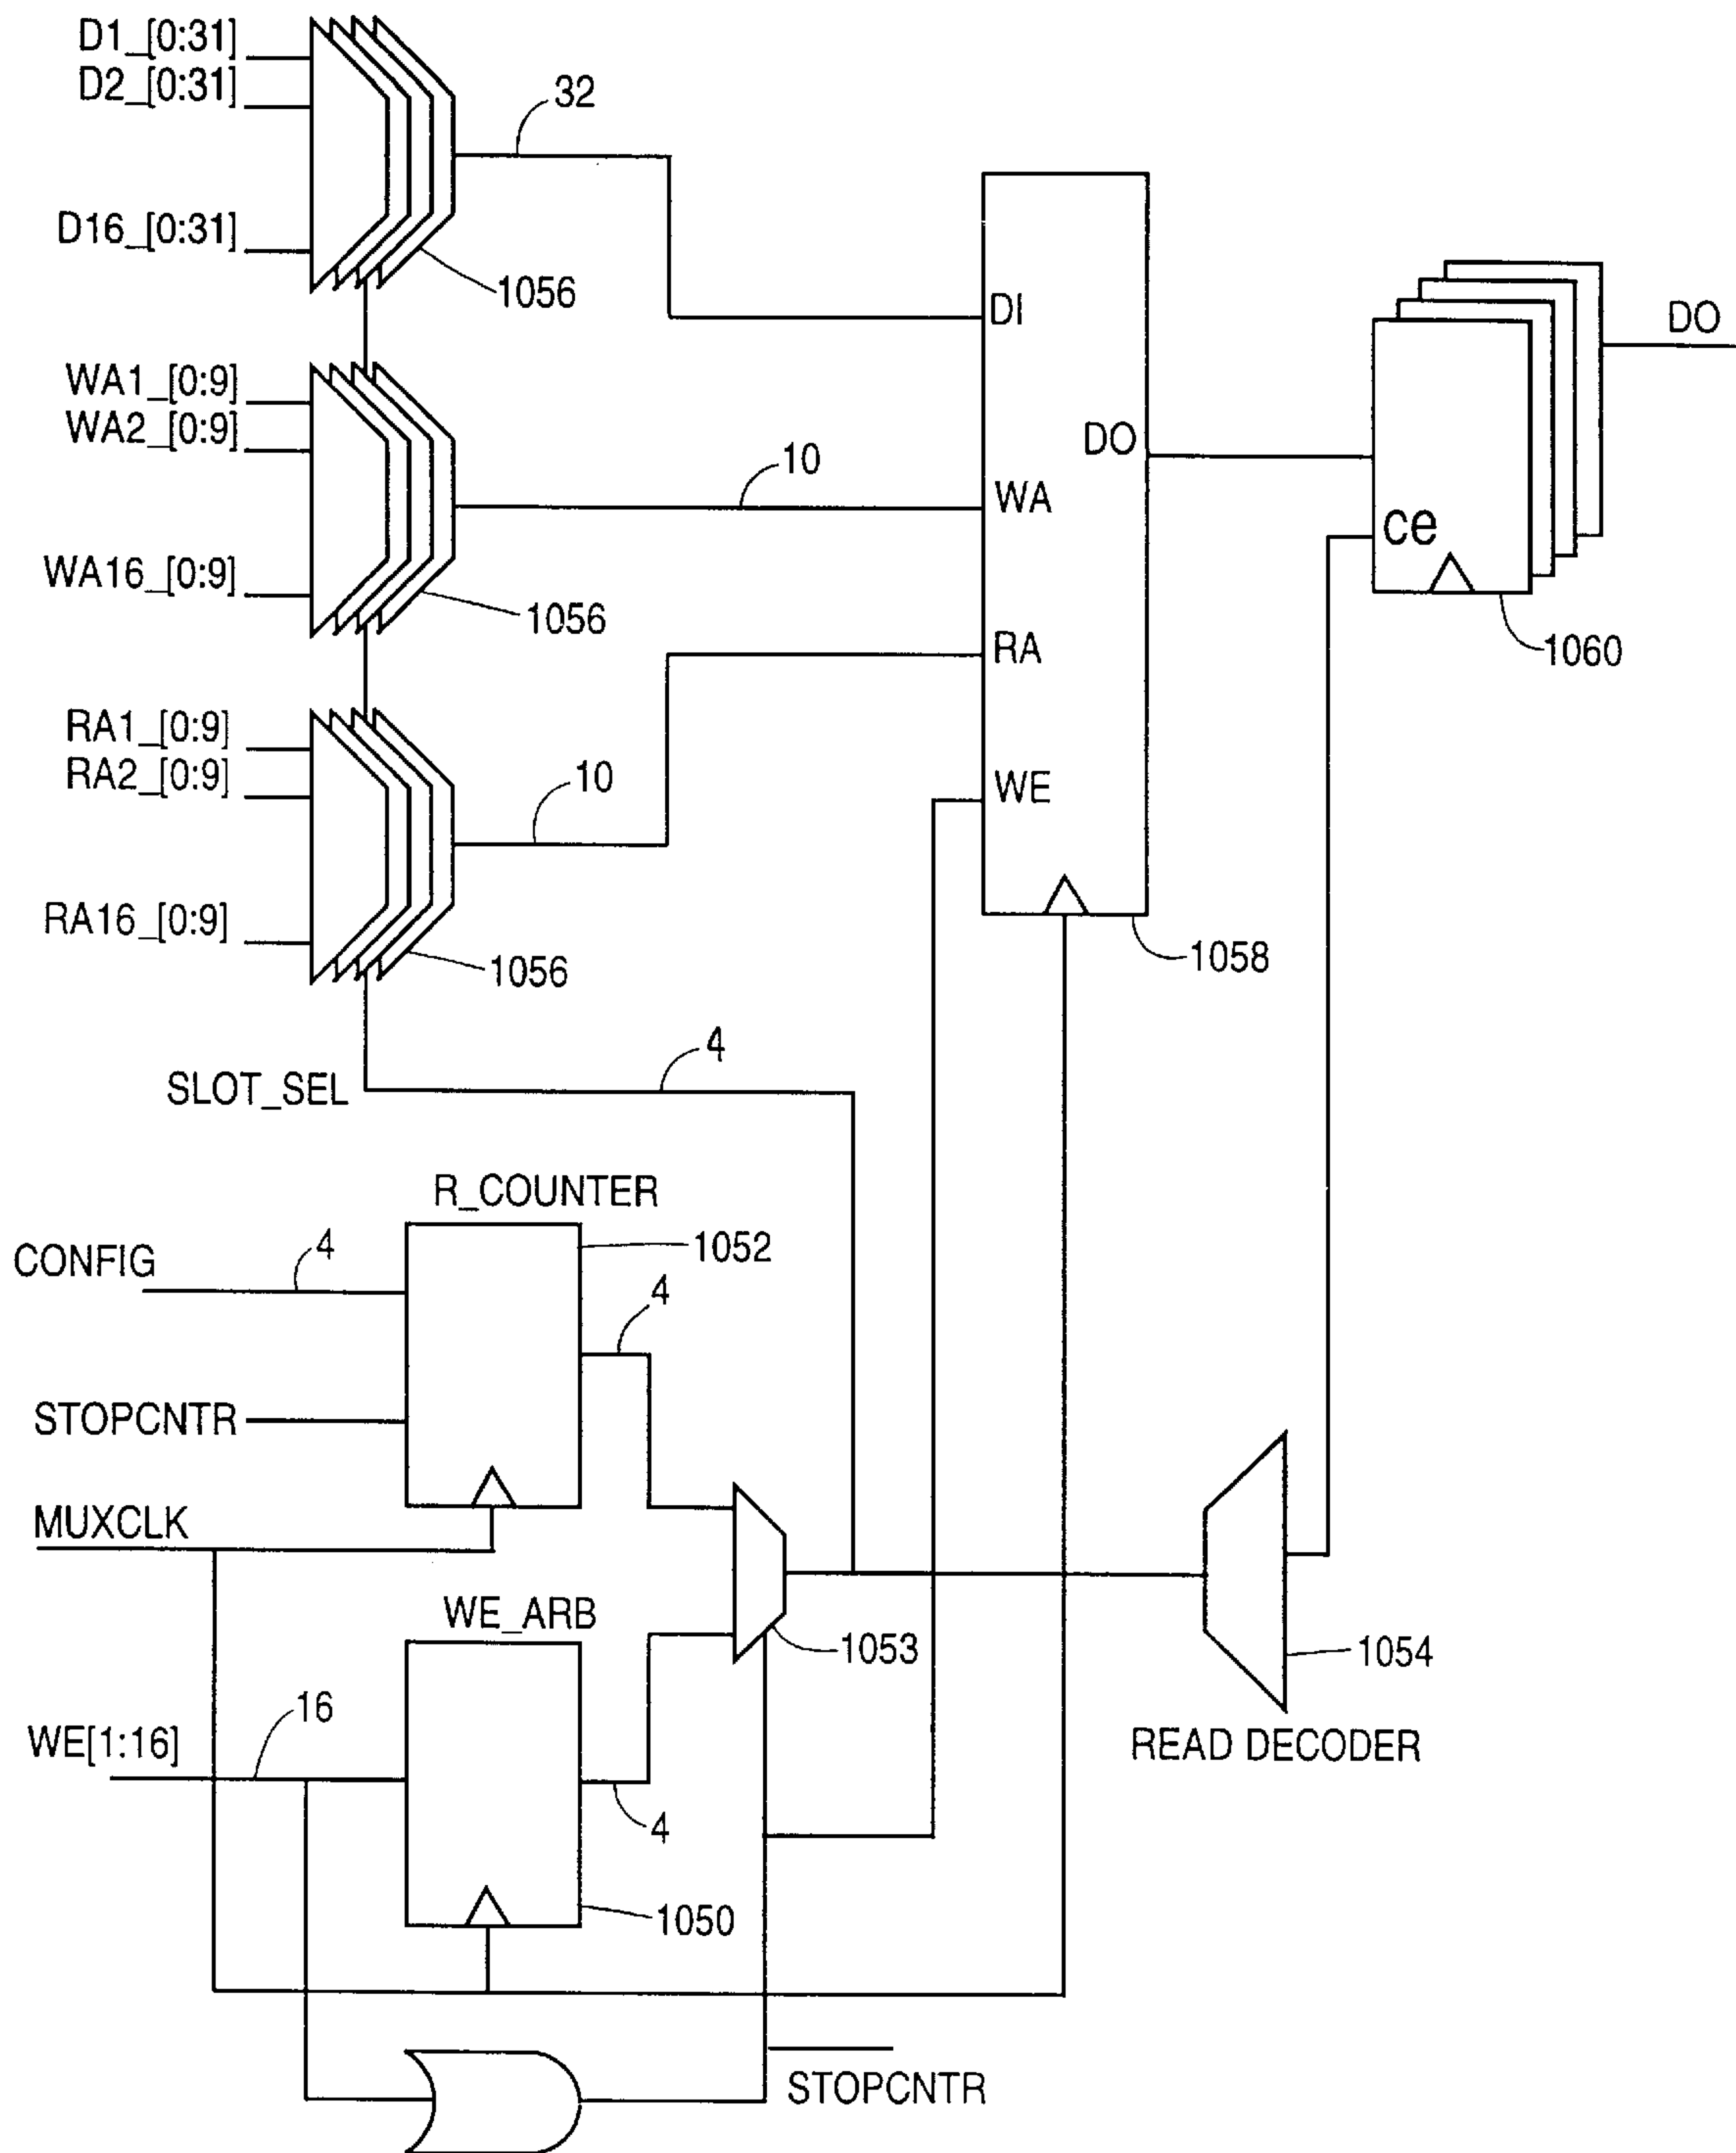 D1_[0:31]
D2_[0:31]
32
D16_[0:31]
1056
DI
DO
WA1_[0:9]
WA2_[0:9]
DO
10
WA
ce
WA16_[0:9]
1056
RA
1060
RA1_[0:9]
RA2_[0:9]
10
WE
RA16_[0:9]
1056
1058
4
SLOT_SEL
R_COUNTER
1052
CONFIG
4
4
STOPCNTR
MUXCLK
WE_ARB
1053
1054
16
WE[1:16]
READ DECODER
4
1050
STOPCNTR